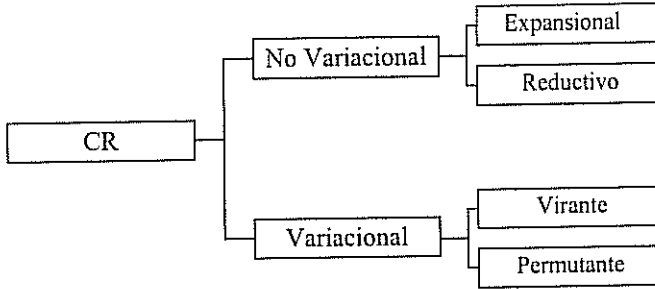 CR
No Variacional
Expansional
Reductivo
Variacional
Virante
Permutante